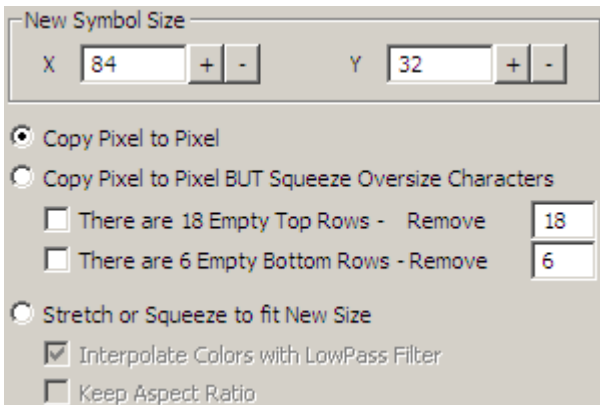 New Symbol Size
X 84 + - Y 32 + -
Copy Pixel to Pixel
Copy Pixel to Pixel BUT Squeeze Oversize Characters
There are 18 Empty Top Rows - Remove 18
There are 6 Empty Bottom Rows - Remove 6
Stretch or Squeeze to fit New Size
Interpolate Colors with LowPass Filter
Keep Aspect Ratio